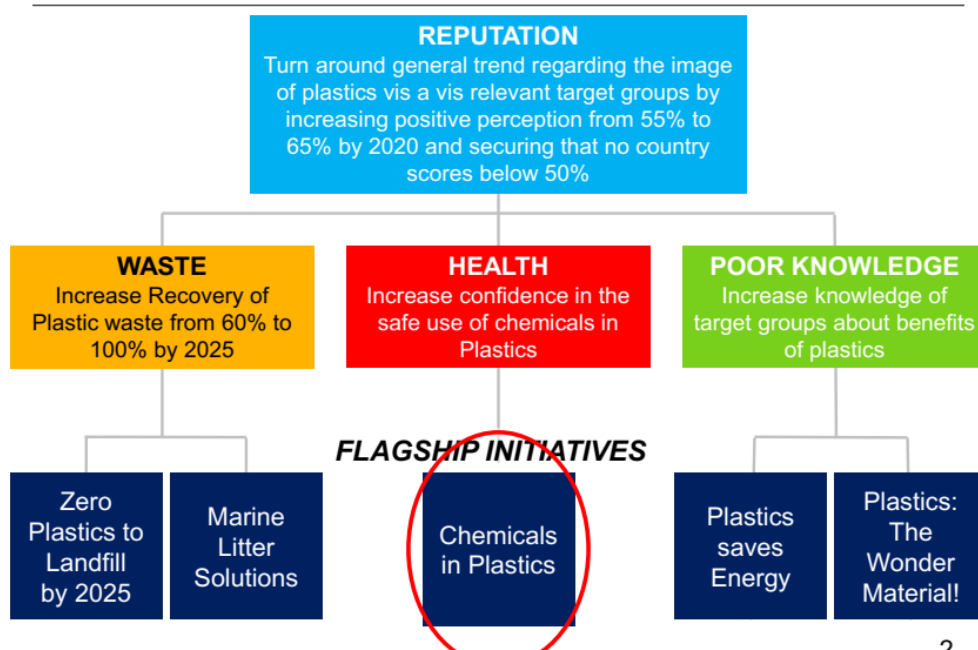 REPUTATION
Turn around general trend regarding the image
of plastics vis a vis relevant target groups by
increasing positive perception from 55% to
65% by 2020 and securing that no country
scores below 50%
WASTE
Increase Recovery of
Plastic waste from 60% to
100% by 2025
HEALTH
Increase confidence in the
safe use of chemicals in
Plastics
POOR KNOWLEDGE
Increase knowledge of
target groups about benefits
of plastics
FLAGSHIP INITIATIVES
Zero
Plastics to
Landfill
by 2025
Marine
Litter
Solutions
Chemicals
in Plastics
Plastics
saves
Energy
Plastics:
The
Wonder
Material!
2